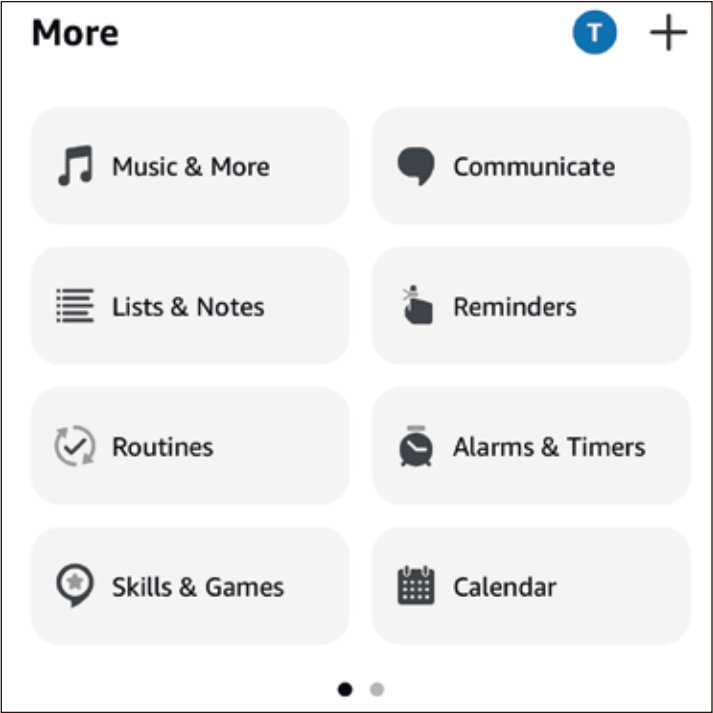 More
T
Music & More
Communicate
Lists & Notes
Reminders
Routines
Alarms & Timers
Skills & Games
Calendar